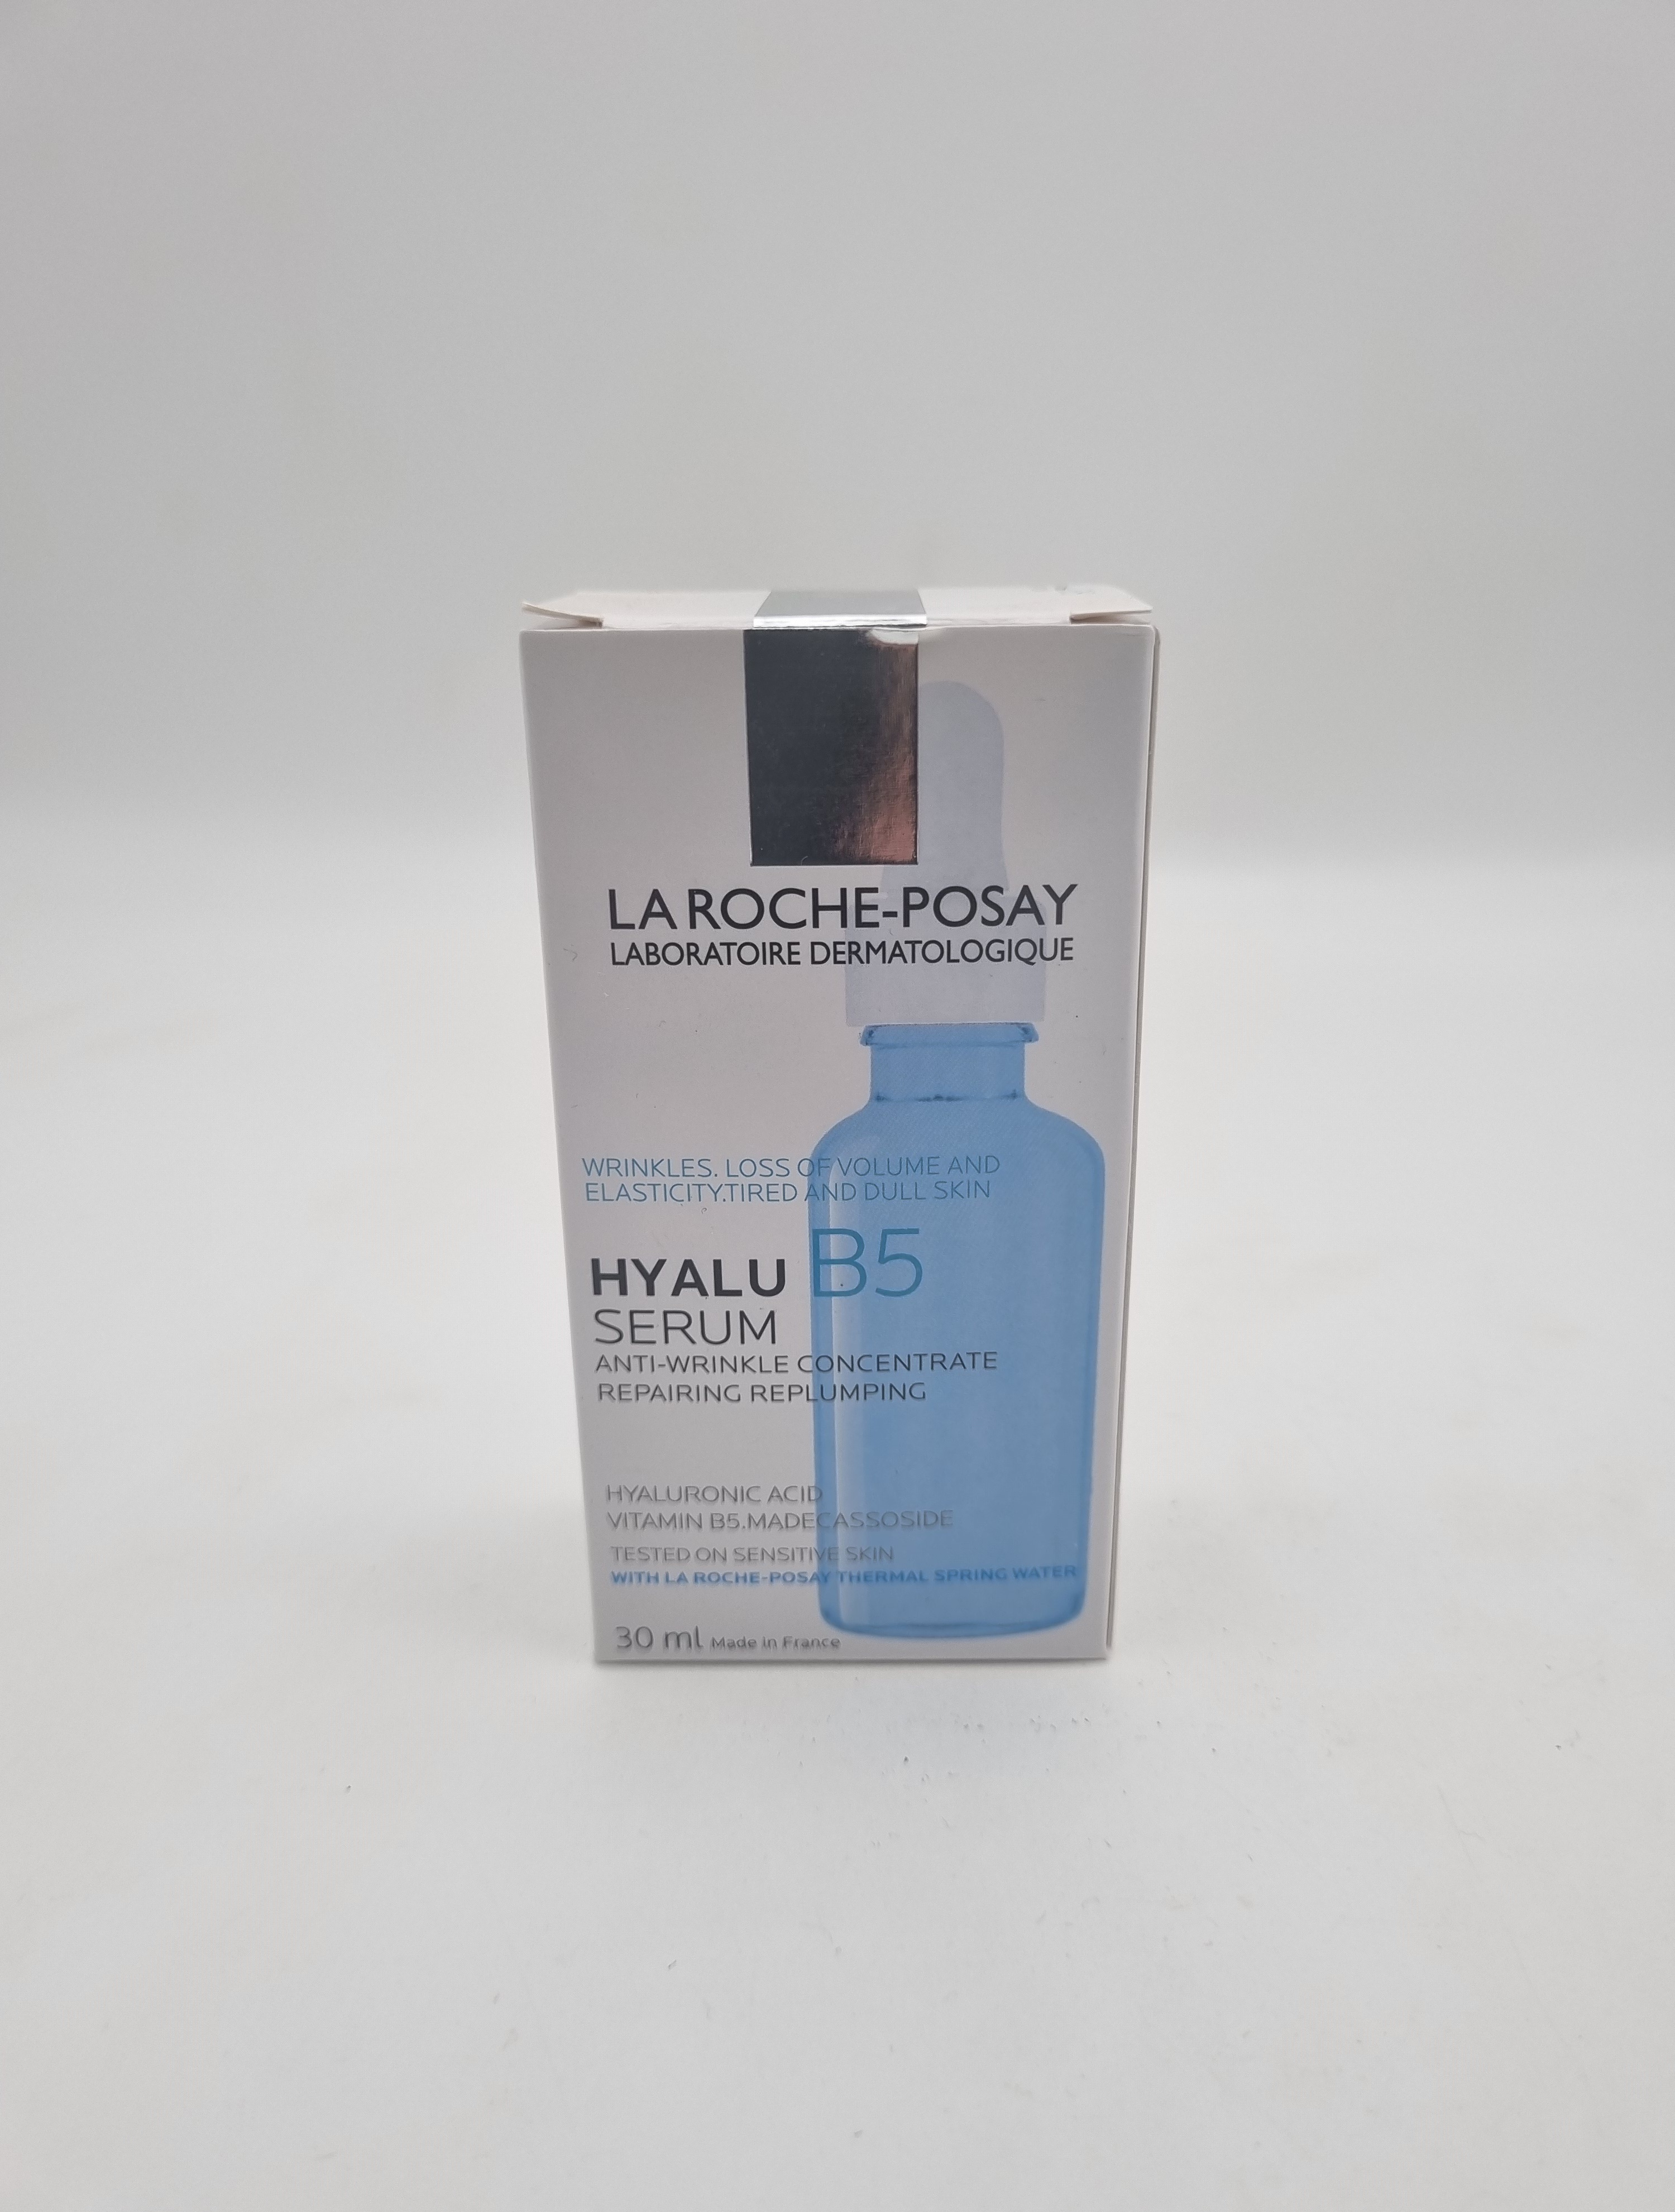 LA ROCHE-POSAY
LABORATOIRE DERMATOLOGIQUE
WRINKLES. LOSS OF VOLUME AND
ELASTICITY.TIRED AND DULL SKIN
HYALU B5
SERUM
ANTI-WRINKLE CONCENTRATE
REPAIRING REPLUMPING
HYALURONIC ACID
VITAMIN B5.MADECASSOSIDE
TESTED ON SENSITIVE SKIN
WITH LA ROCHE-POSAY THERMAL SPRING WATER
30 ml Made in France